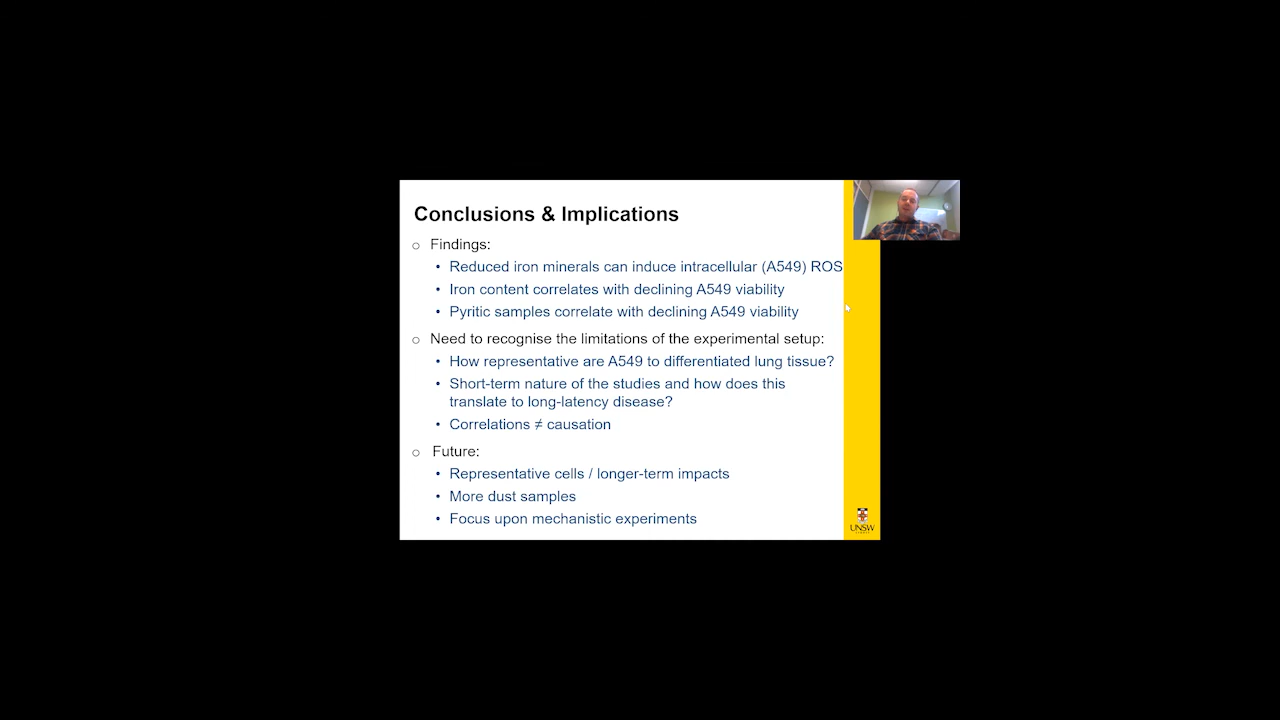 Conclusions & Implications
o Findings:
• Reduced iron minerals can induce intracellular (A549) ROS
• Iron content correlates with declining A549 viability
• Pyritic samples correlate with declining A549 viability
o Need to recognise the limitations of the experimental setup:
• How representative are A549 to differentiated lung tissue?
• Short-term nature of the studies and how does this
translate to long-latency disease?
• Correlations ≠ causation
o Future:
• Representative cells / longer-term impacts
• More dust samples
• Focus upon mechanistic experiments
UNSW